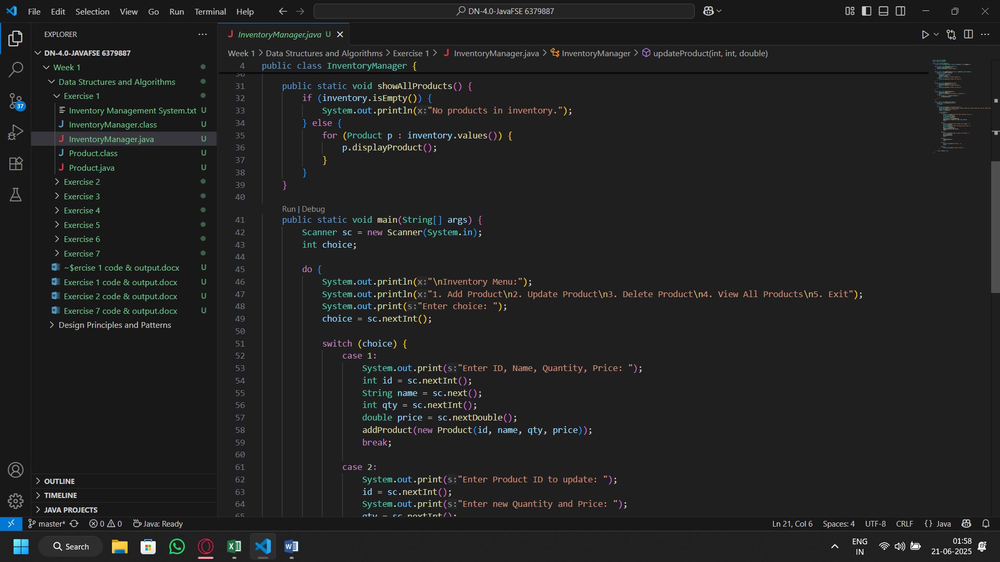 File Edit Selection View Go Run Terminal Help
DN-4.0-JavaFSE 6379887
EXPLORER
DN-4.0-JAVAFSE 6379887
Week 1
Data Structures and Algorithms
Exercise 1
Inventory Management System.txt U
InventoryManager.class U
InventoryManager.java U
Product.class U
Product.java U
Exercise 2
Exercise 3
Exercise 4
Exercise 5
Exercise 6
Exercise 7
~$ercise 1 code & output.docx U
Exercise 1 code & output.docx U
Exercise 2 code & output.docx U
Exercise 7 code & output.docx U
Design Principles and Patterns
37
OUTLINE
TIMELINE
JAVA PROJECTS
InventoryManager.java U
Week 1 > Data Structures and Algorithms > Exercise 1 > InventoryManager.java > InventoryManager > updateProduct(int, int, double)
4 public class InventoryManager {
30
31 public static void showAllProducts() {
32 if (inventory.isEmpty()) {
33 System.out.println(x:"No products in inventory.");
34 } else {
35 for (Product p : inventory.values()) {
36 p.displayProduct();
37 }
38 }
39 }
40
Run | Debug
41 public static void main(String[] args) {
42 Scanner sc = new Scanner(System.in);
43 int choice;
44
45 do {
46 System.out.println(x:"\nInventory Menu:");
47 System.out.println(x:"1. Add Product\n2. Update Product\n3. Delete Product\n4. View All Products\n5. Exit");
48 System.out.print(s:"Enter choice: ");
49 choice = sc.nextInt();
50
51 switch (choice) {
52 case 1:
53 System.out.print(s:"Enter ID, Name, Quantity, Price: ");
54 int id = sc.nextInt();
55 String name = sc.next();
56 int qty = sc.nextInt();
57 double price = sc.nextDouble();
58 addProduct(new Product(id, name, qty, price));
59 break;
60
61 case 2:
62 System.out.print(s:"Enter Product ID to update: ");
63 id = sc.nextInt();
64 System.out.print(s:"Enter new Quantity and Price: ");
65 qty = sc.nextInt();
master* 0 0 Java: Ready
Ln 21, Col 6 Spaces: 4 UTF-8 CRLF {} Java
Search
ENG
IN
01:58
21-06-2025